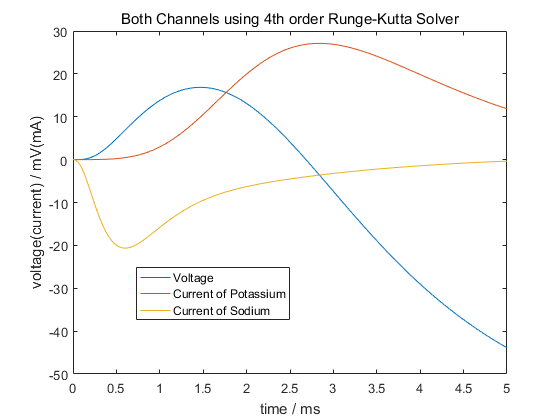 Both Channels using 4th order Runge-Kutta Solver
voltage(current) / mV(mA)
30
20
10
0
-10
-20
-30
-40
-50
Voltage
Current of Potassium
Current of Sodium
0 0.5 1 1.5 2 2.5 3 3.5 4 4.5 5
time / ms